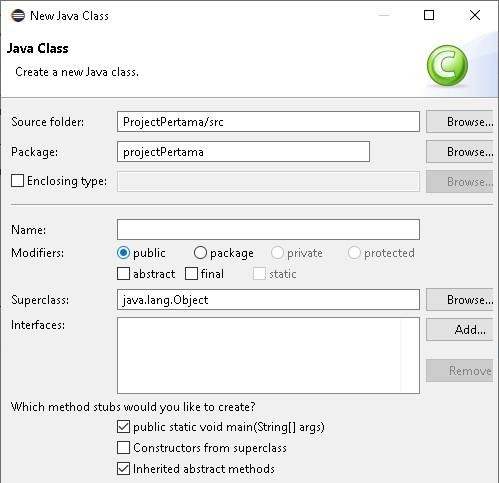 New Java Class
Java Class
Create a new Java class.
C
Source folder: ProjectPertama/src Browse...
Package: projectPertama Browse...
Enclosing type: Browse...
Name:
Modifiers: public package private protected
abstract final static
Superclass: java.lang.Object Browse...
Interfaces: Add...
Remove
Which method stubs would you like to create?
public static void main(String[] args)
Constructors from superclass
Inherited abstract methods